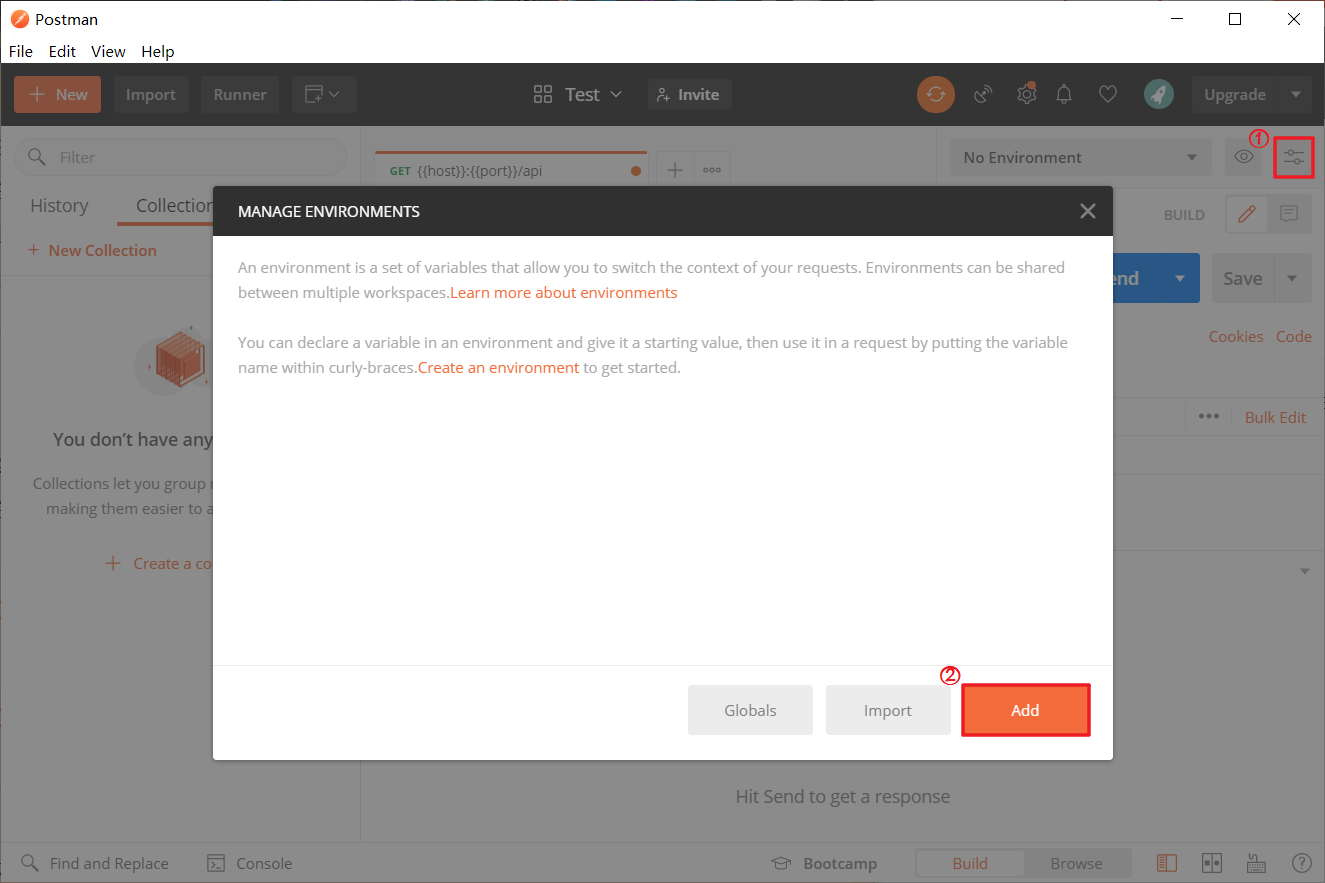 Postman
File Edit View Help
New Import Runner Test Invite Upgrade
Filter
GET {{host}}:{{port}}/api
No Environment
①
History Collection
BUILD
MANAGE ENVIRONMENTS
New Collection
An environment is a set of variables that allow you to switch the context of your requests. Environments can be shared
between multiple workspaces.Learn more about environments
end Save
You can declare a variable in an environment and give it a starting value, then use it in a request by putting the variable
name within curly-braces.Create an environment to get started.
Cookies Code
Bulk Edit
You don't have any
Collections let you group
making them easier to a
Create a co
②
Globals Import Add
Hit Send to get a response
Find and Replace Console Bootcamp Build Browse